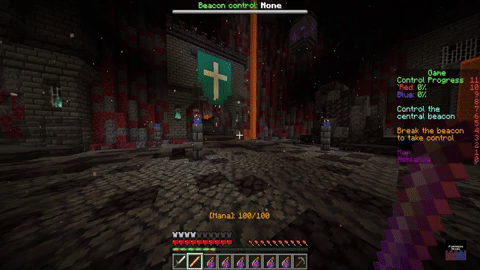 Beacon control: None
Game
Control Progress
Red: 0%
Blue: 0%
Control the
central beacon
Break the beacon
to take control
Map:
[Mana] 100/100